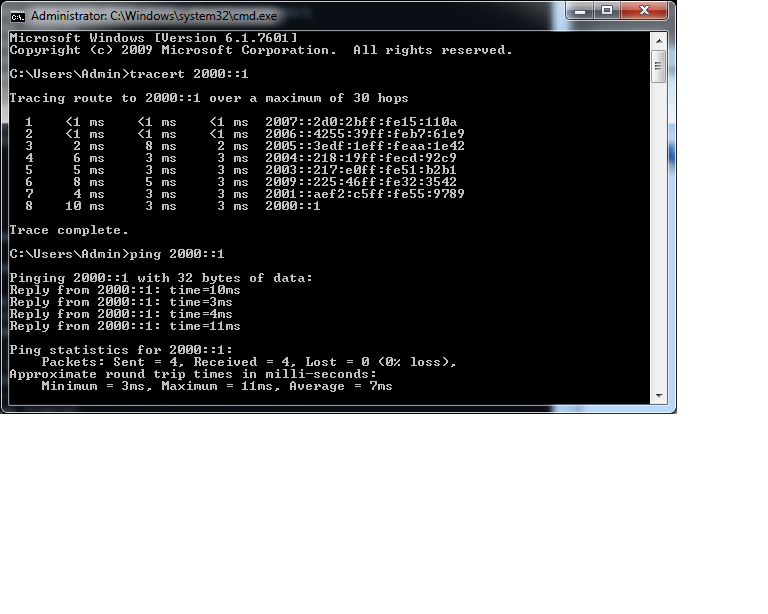 Administrator: C:\Windows\system32\cmd.exe
Microsoft Windows [Version 6.1.7601]
Copyright (c) 2009 Microsoft Corporation.  All rights reserved.
C:\Users\Admin>tracert 2000::1
Tracing route to 2000::1 over a maximum of 30 hops
  1    <1 ms    <1 ms    <1 ms  2007::2d0:2bff:fe15:110a
  2    <1 ms    <1 ms    <1 ms  2006::4255:39ff:feb7:61e9
  3     2 ms     8 ms     2 ms  2005::3edf:1eff:feaa:1e42
  4     6 ms     3 ms     3 ms  2004::218:19ff:fecd:92c9
  5     5 ms     3 ms     3 ms  2003::217:e0ff:fe51:b2b1
  6     8 ms     5 ms     3 ms  2009::225:46ff:fe32:3542
  7     4 ms     3 ms     3 ms  2001::aef2:c5ff:fe55:9789
  8    10 ms     3 ms     3 ms  2000::1
Trace complete.
C:\Users\Admin>ping 2000::1
Pinging 2000::1 with 32 bytes of data:
Reply from 2000::1: time=10ms
Reply from 2000::1: time=3ms
Reply from 2000::1: time=4ms
Reply from 2000::1: time=11ms
Ping statistics for 2000::1:
    Packets: Sent = 4, Received = 4, Lost = 0 (0% loss),
Approximate round trip times in milli-seconds:
    Minimum = 3ms, Maximum = 11ms, Average = 7ms